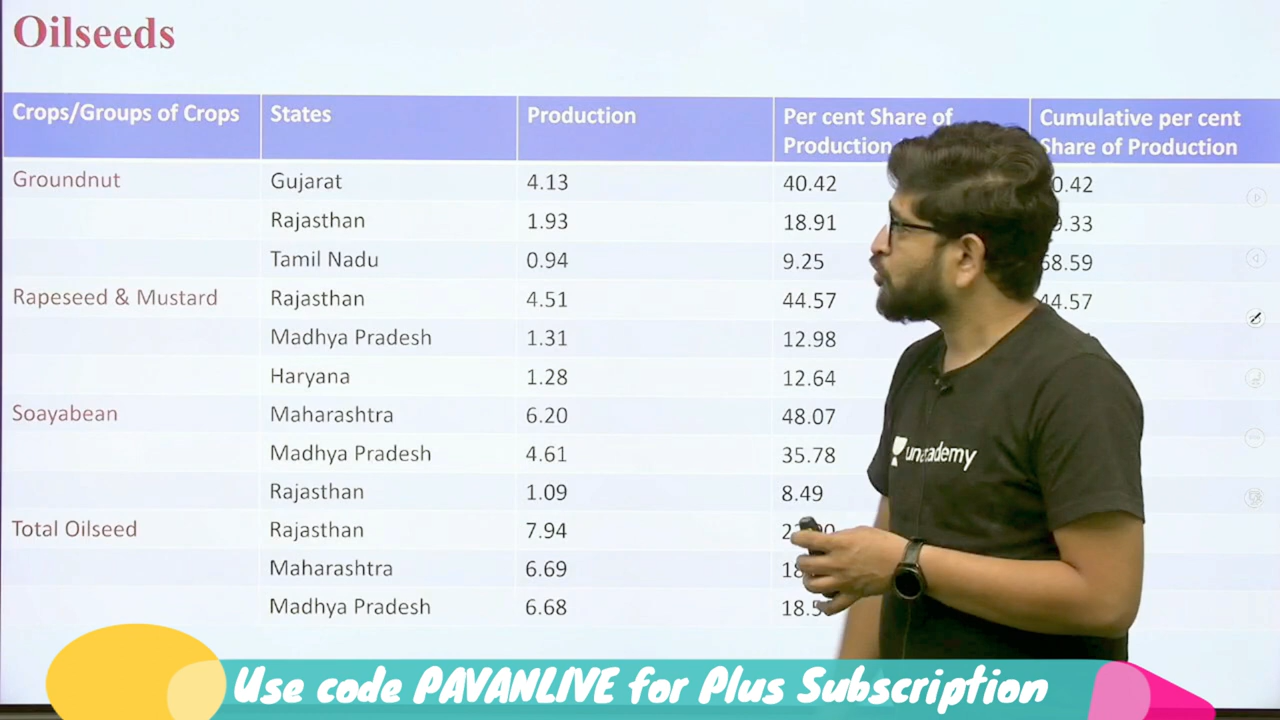 Oilseeds
Crops/Groups of Crops States Production Per cent Share of Production Cumulative per cent Share of Production
Groundnut Gujarat 4.13 40.42
Rajasthan 1.93 18.91
Tamil Nadu 0.94 9.25 68.59
Rapeseed & Mustard Rajasthan 4.51 44.57 44.57
Madhya Pradesh 1.31 12.98
Haryana 1.28 12.64
Soayabean Maharashtra 6.20 48.07
Madhya Pradesh 4.61 35.78
Rajasthan 1.09 8.49
Total Oilseed Rajasthan 7.94
Maharashtra 6.69
Madhya Pradesh 6.68
unacademy
Use code PAVANLIVE for Plus Subscription